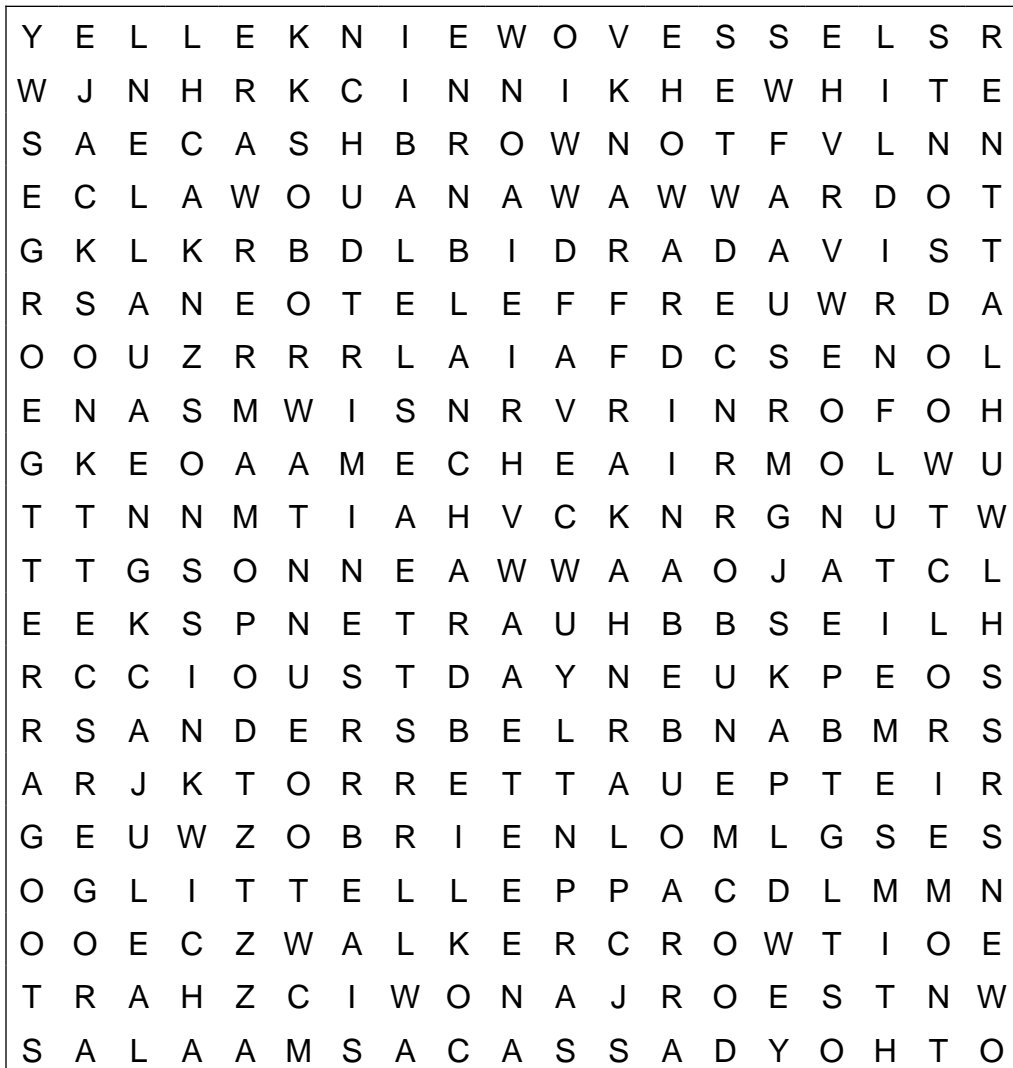 Y E L L E K N I E W O V E S S E L S R
W J N H R K C I N N I K H E W H I T E
S A E C A S H B R O W N O T F V L N N
E C L A W O U A N A W A W W A R D O T
G K L K R B D L B I D R A D A V I S T
R S A N E O T E L E F F R E U W R D A
O O U Z R R R L A I A F D C S E N O L
E N A S M W I S N R V R I N R O F O H
G K E O A A M E C H E A I R M O L W U
T T N N M T I A H V C K N R G N U T W
T T G S O N N E A W W A A O J A T C L
E E K S P N E T R A U H B B S E I L H
R C C I O U S T D A Y N E U K P E O S
R S A N D E R S B E L R B N A B M R S
A R J K T O R R E T T A U E P T E I R
G E U W Z O B R I E N L O M L G S E S
O G L I T T E L L E P P A C D L M M N
O O E C Z W A L K E R C R O W T I O E
T R A H Z C I W O N A J R O E S T N W
S A L A A M S A C A S S A D Y O H T O